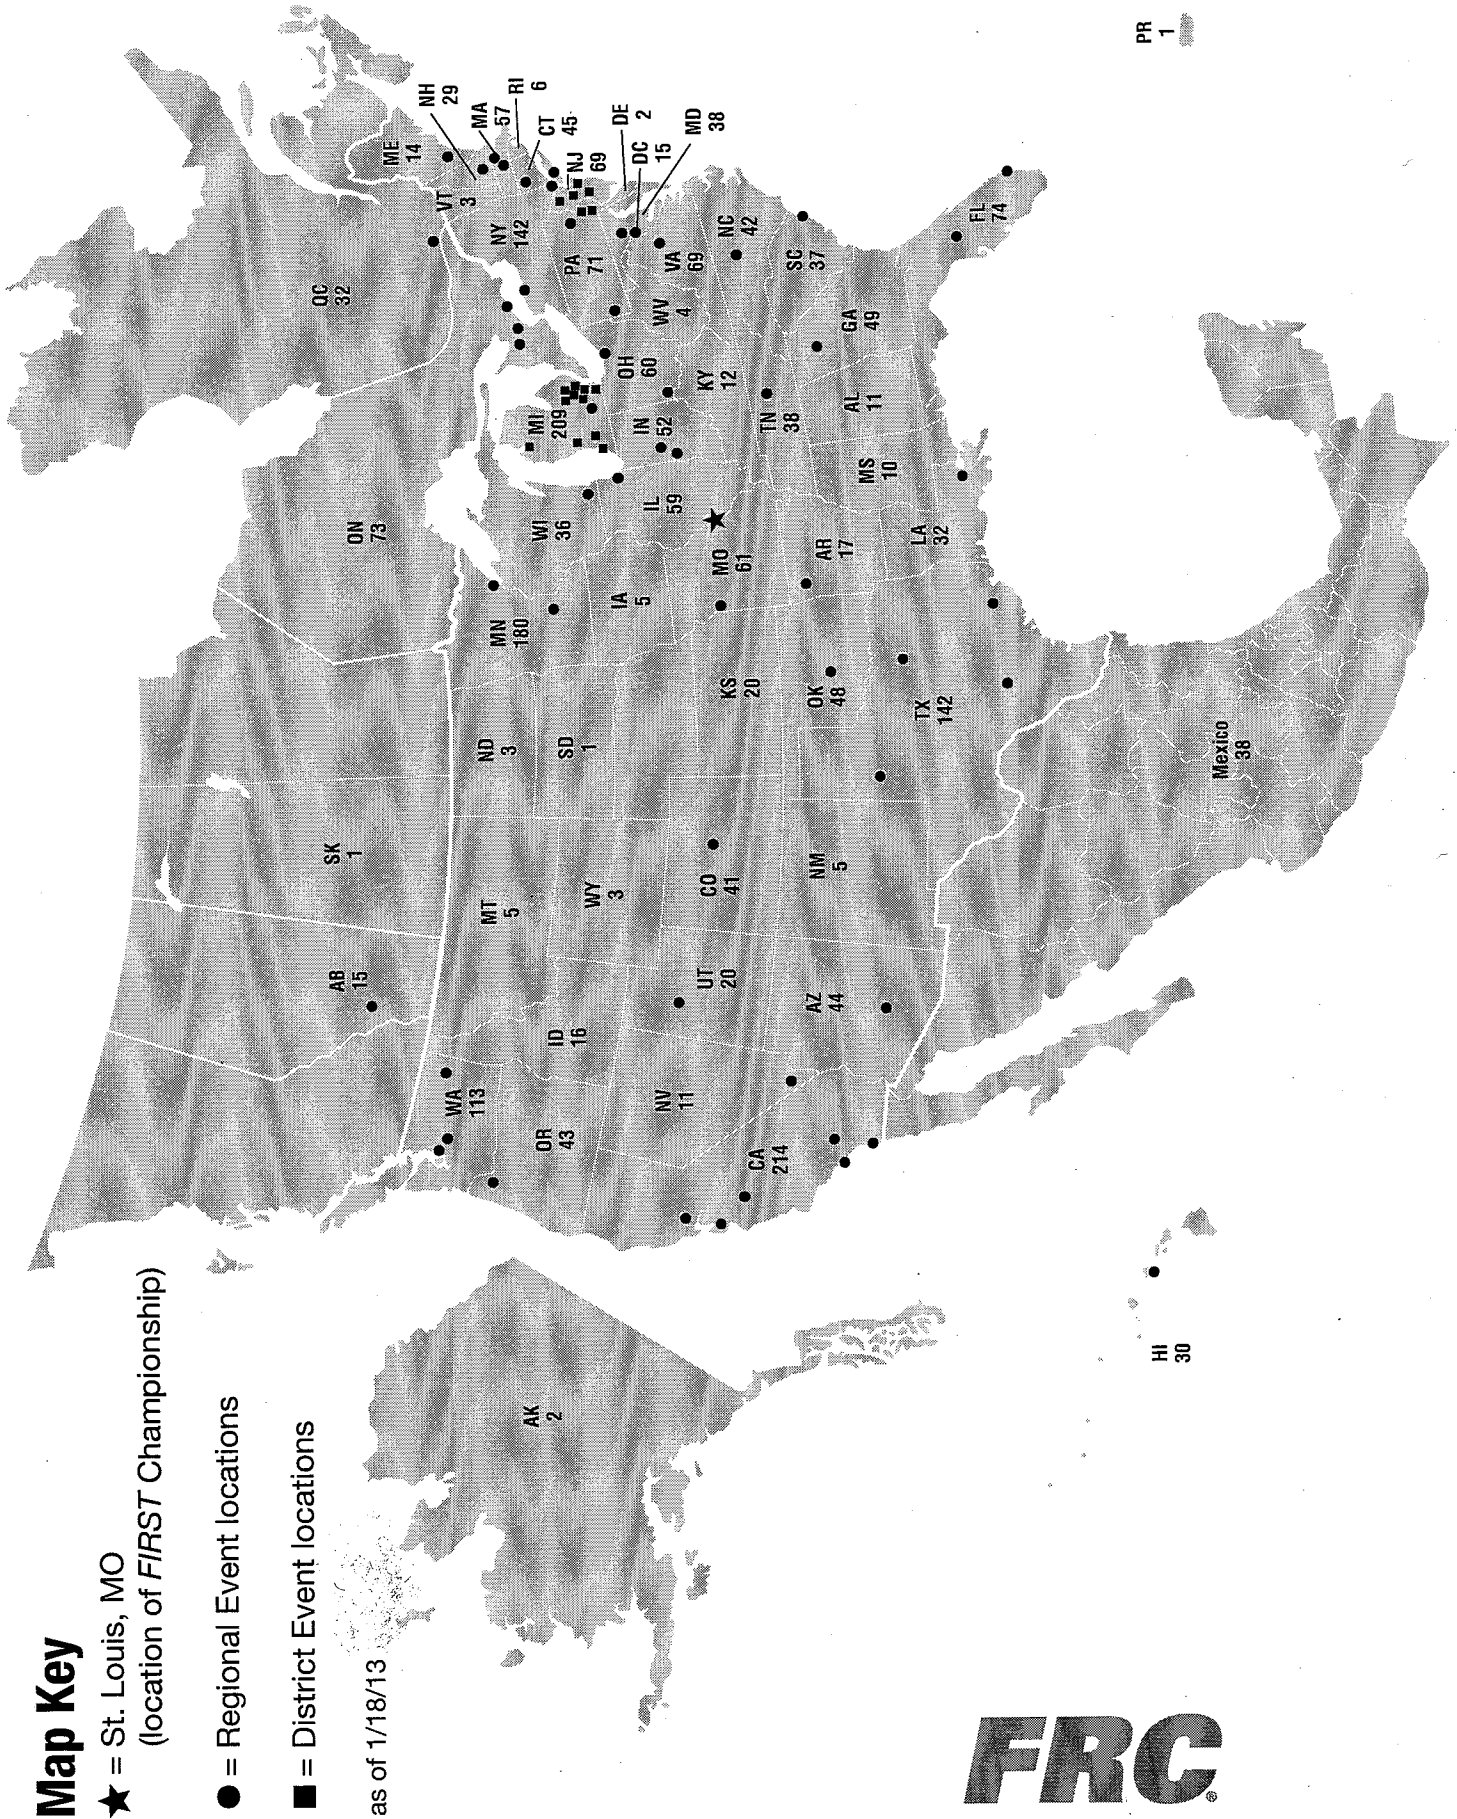 Map Key
★ = St. Louis, MO
(location of FIRST Championship)
● = Regional Event locations
■ = District Event locations
as of 1/18/13
FRC®
AK
2
HI
30
WA
113
OR
43
CA
214
NV
11
ID
16
UT
20
AZ
44
MT
5
WY
3
CO
41
NM
5
ND
3
SD
1
KS
20
OK
48
TX
142
MN
180
IA
5
MO
61
AR
17
LA
32
WI
36
IL
59
MS
10
MI
209
IN
52
KY
12
TN
38
AL
11
OH
60
WV
4
GA
49
PA
71
VA
69
NC
42
SC
37
FL
74
NY
142
VT
3
ME
14
NH
29
MA
57
RI
6
CT
45
NJ
69
DE
2
DC
15
MD
38
PR
1
AB
15
SK
1
ON
73
QC
32
Mexico
38